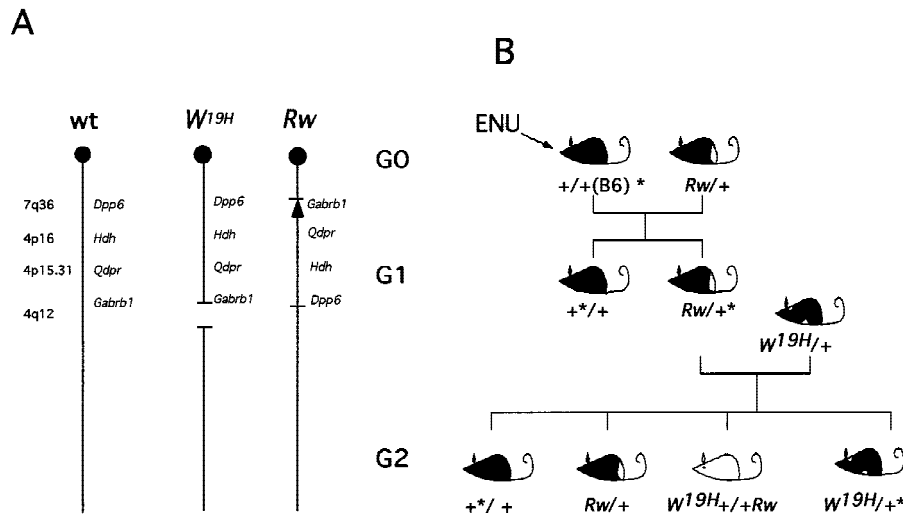 A
B
wt
W19H
Rw
7q36
4p16
4p15.31
4q12
Dpp6
Hdh
Qdpr
Gabrb1
Dpp6
Hdh
Qdpr
Gabrb1
Gabrb1
Qdpr
Hdh
Dpp6
ENU
G0
+/+(B6) *
Rw/+
G1
+*/+
Rw/+*
W19H/+
G2
+*/ +
Rw/+
W19H+/+Rw
W19H/+*